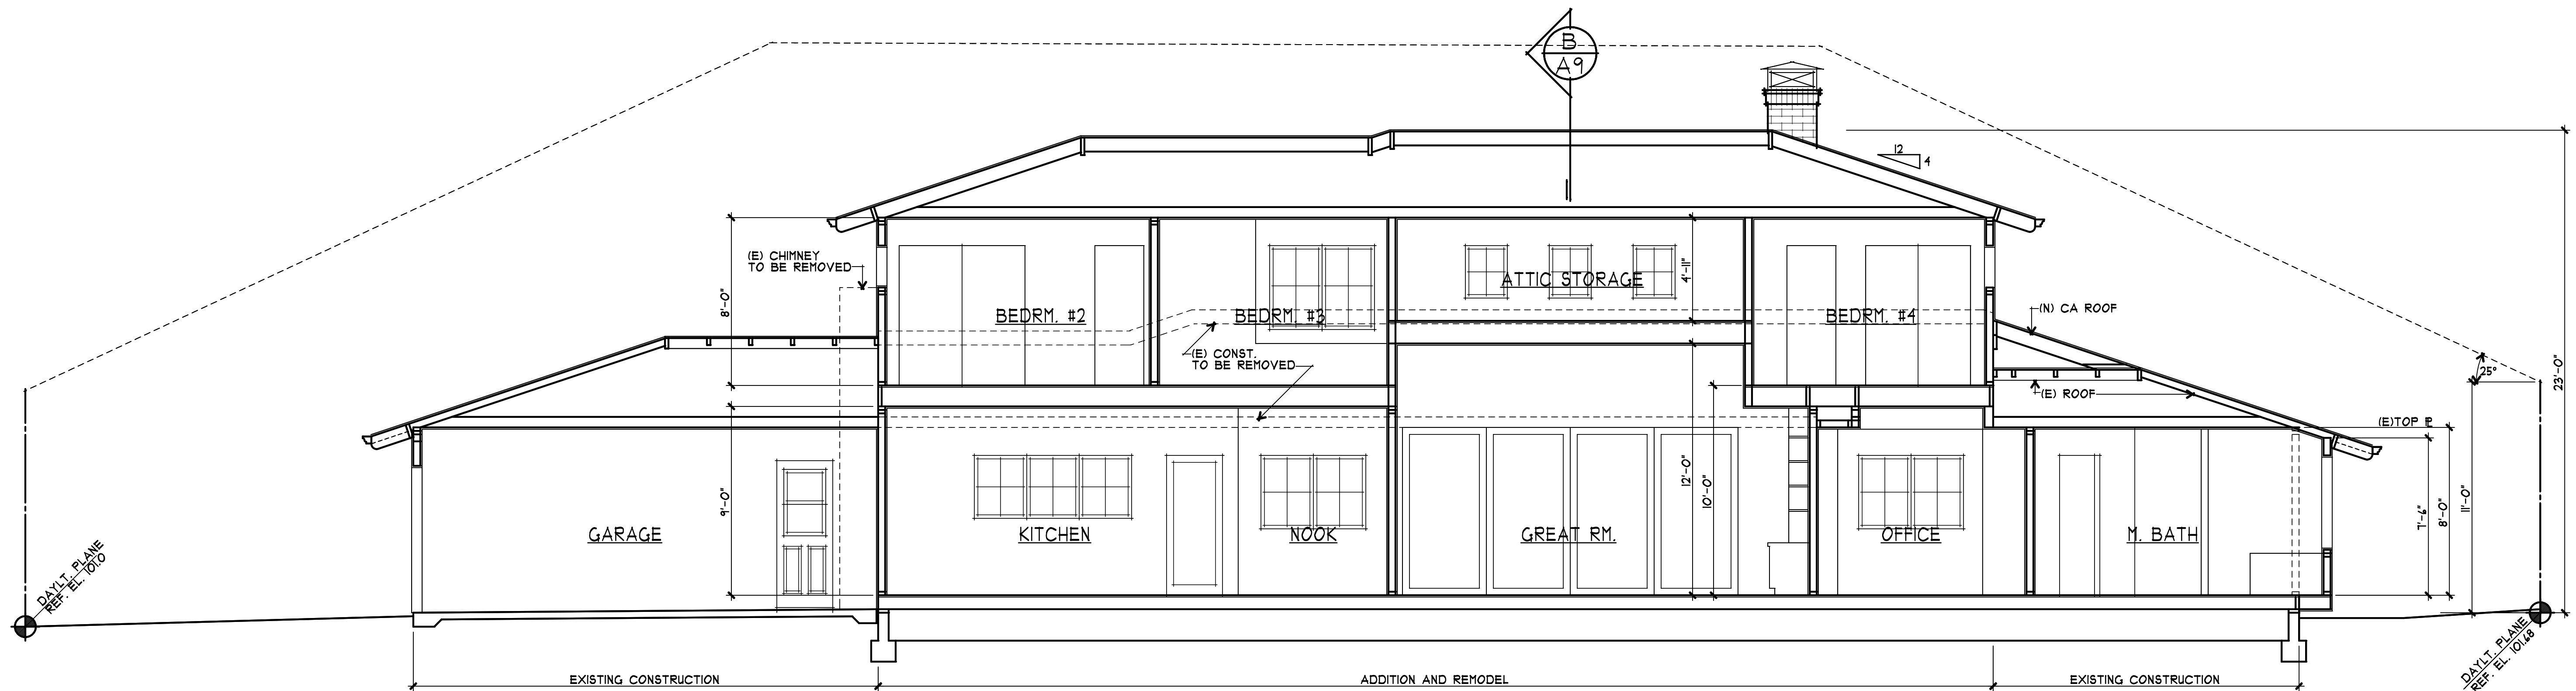 B
A9
12
4
(E) CHIMNEY
TO BE REMOVED
8'-0"
4'-11"
ATTIC STORAGE
BEDRM. #2
BEDRM. #3
BEDRM. #4
(N) CA ROOF
(E) CONST.
TO BE REMOVED
25°
23'-0"
(E) ROOF
(E)TOP PL
9'-0"
12'-0"
10'-0"
7'-6"
8'-0"
11'-0"
GARAGE
KITCHEN
NOOK
GREAT RM.
OFFICE
M. BATH
DAYLT. PLANE
REF. EL. 101.0
DAYLT. PLANE
REF. EL. 101.68
EXISTING CONSTRUCTION
ADDITION AND REMODEL
EXISTING CONSTRUCTION